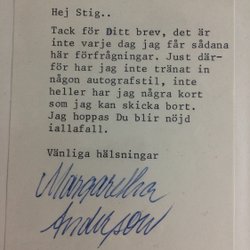 Hej Stig..
Tack för Ditt brev, det är
inte varje dag jag får sådana
här förfrågningar. Just där-
för har jag inte tränat in
någon autografstil, inte
heller har jag några kort
som jag kan skicka bort.
Jag hoppas Du blir nöjd
iallafall.
Vänliga hälsningar
Margaretha
Anderson